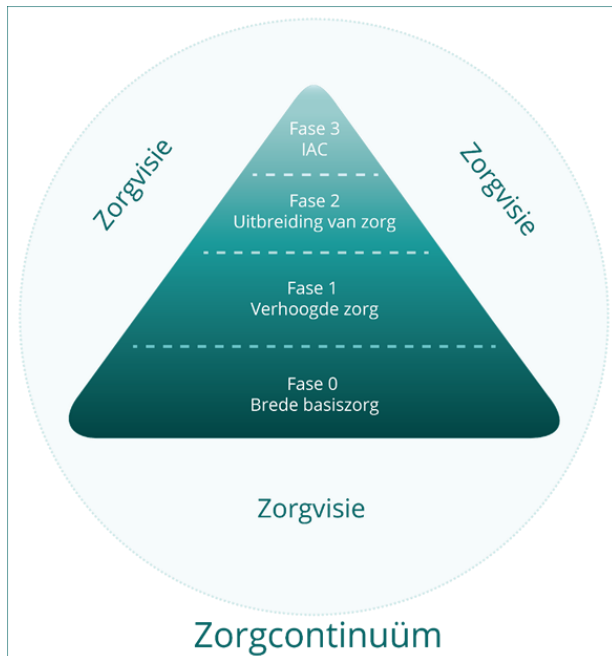 Fase 3
IAC
Zorgvisie
Zorgvisie
Fase 2
Uitbreiding van zorg
Fase 1
Verhoogde zorg
Fase 0
Brede basiszorg
Zorgvisie
Zorgcontinuüm